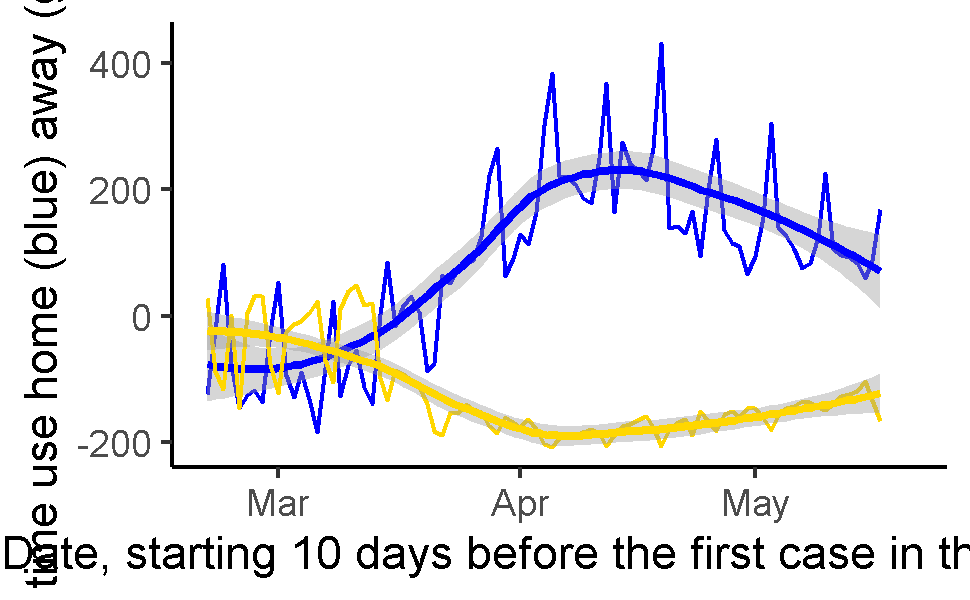 time use home (blue) away (
400
200
0
-200
Mar Apr May
Date, starting 10 days before the first case in th